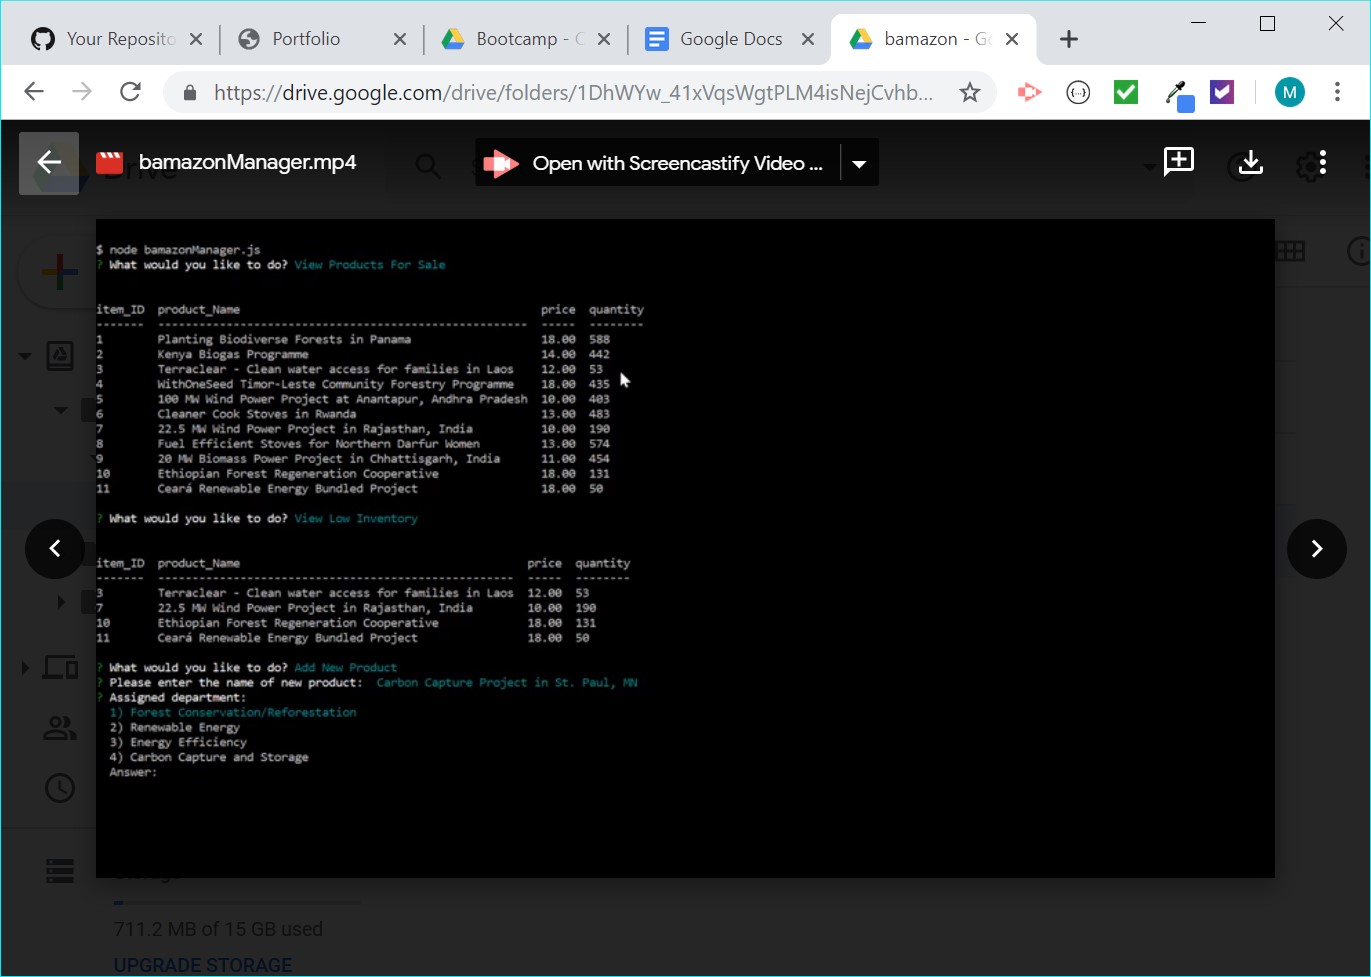 Your Reposito
Portfolio
Bootcamp - C
Google Docs
bamazon - Go
https://drive.google.com/drive/folders/1DhWYw_41xVqsWgtPLM4isNejCvhb...
M
bamazonManager.mp4
Drive
Open with Screencastify Video ...
$ node bamazonManager.js
? What would you like to do? View Products For Sale
item_ID product_Name price quantity
------- ------------------------------------------------------ ----- --------
1 Planting Biodiverse Forests in Panama 18.00 588
2 Kenya Biogas Programme 14.00 442
3 Terraclear - Clean water access for families in Laos 12.00 53
4 WithOneSeed Timor-Leste Community Forestry Programme 18.00 435
5 100 MW Wind Power Project at Anantapur, Andhra Pradesh 10.00 403
6 Cleaner Cook Stoves in Rwanda 13.00 483
7 22.5 MW Wind Power Project in Rajasthan, India 10.00 190
8 Fuel Efficient Stoves for Northern Darfur Women 13.00 574
9 20 MW Biomass Power Project in Chhattisgarh, India 11.00 454
10 Ethiopian Forest Regeneration Cooperative 18.00 131
11 Ceará Renewable Energy Bundled Project 18.00 50
? What would you like to do? View Low Inventory
item_ID product_Name price quantity
------- ---------------------------------------------------- ----- --------
3 Terraclear - Clean water access for families in Laos 12.00 53
7 22.5 MW Wind Power Project in Rajasthan, India 10.00 190
10 Ethiopian Forest Regeneration Cooperative 18.00 131
11 Ceará Renewable Energy Bundled Project 18.00 50
? What would you like to do? Add New Product
? Please enter the name of new product: Carbon Capture Project in St. Paul, MN
? Assigned department:
1) Forest Conservation/Reforestation
2) Renewable Energy
3) Energy Efficiency
4) Carbon Capture and Storage
Answer:
Storage
711.2 MB of 15 GB used
UPGRADE STORAGE